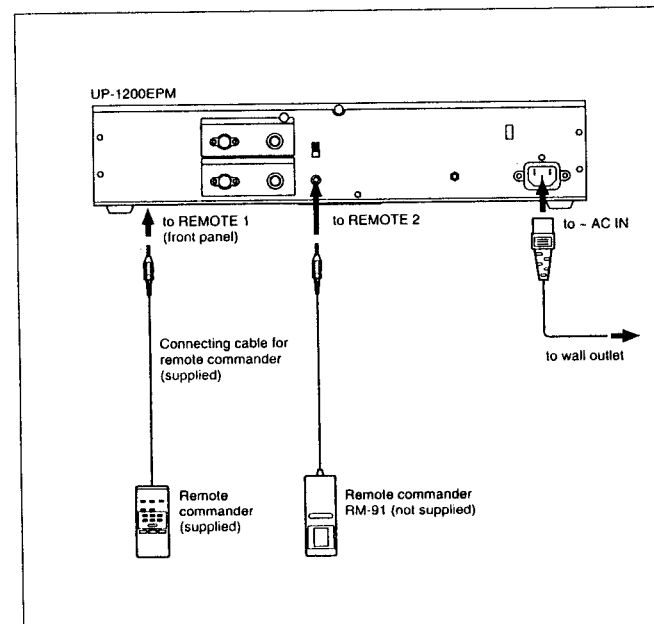 UP-1200EPM
to REMOTE 1
(front panel)
to REMOTE 2
to ~ AC IN
to wall outlet
Connecting cable for
remote commander
(supplied)
Remote
commander
(supplied)
Remote commander
RM-91 (not supplied)